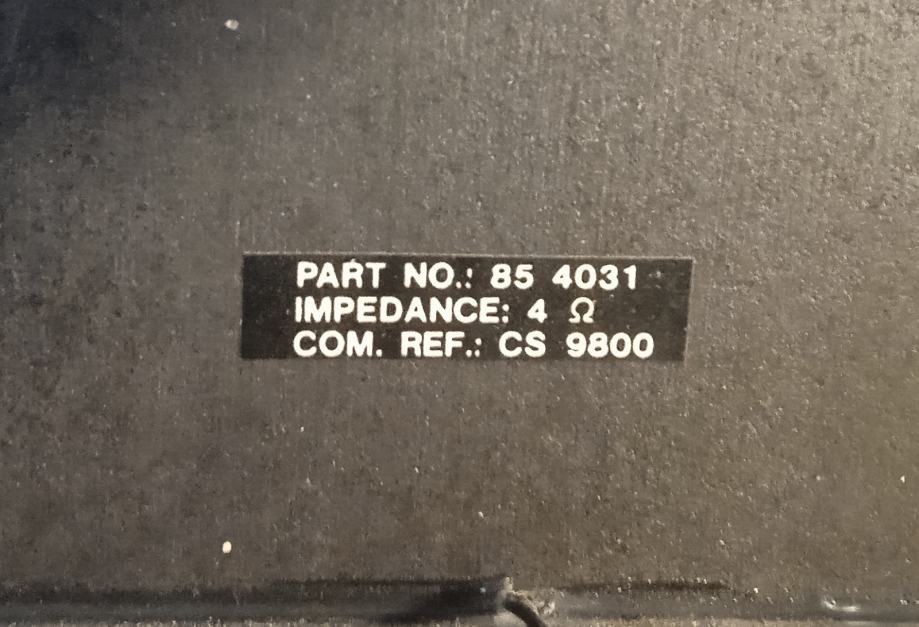 PART NO.: 85 4031
IMPEDANCE: 4 Ω
COM. REF.: CS 9800